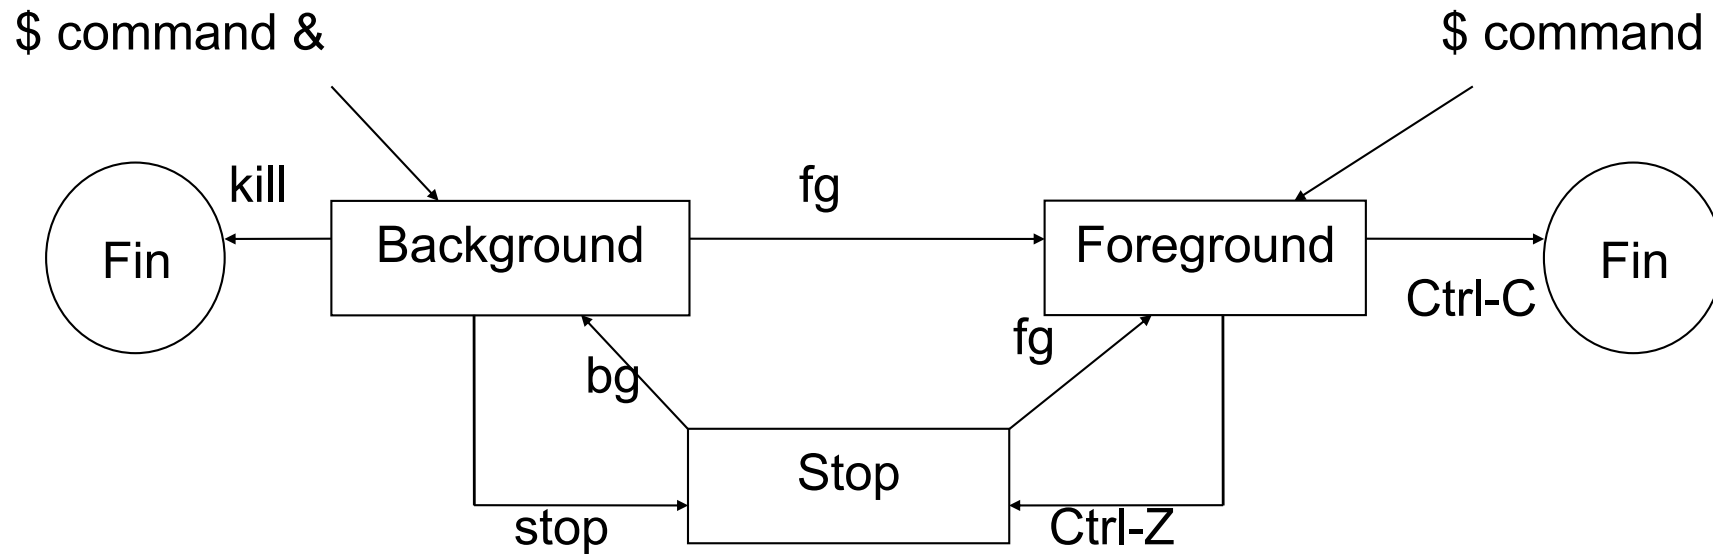 $ command &
$ command
kill
fg
Fin
Background
Foreground
Fin
Ctrl-C
fg
bg
Stop
stop
Ctrl-Z